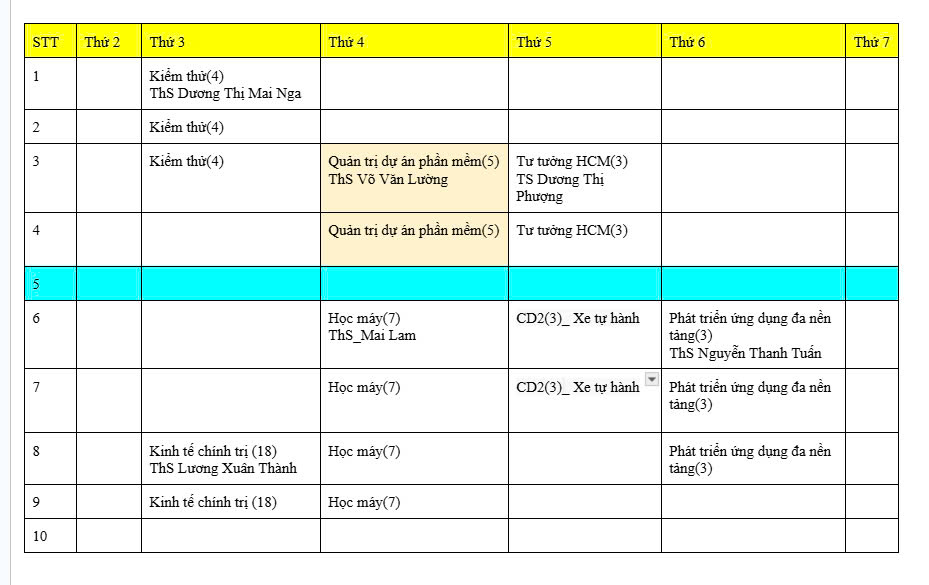 STT Thứ 2 Thứ 3 Thứ 4 Thứ 5 Thứ 6 Thứ 7
1 Kiểm thử(4)
ThS Dương Thị Mai Nga
2 Kiểm thử(4)
3 Kiểm thử(4) Quản trị dự án phần mềm(5) Tư tưởng HCM(3)
ThS Võ Văn Lường TS Dương Thị
Phượng
4 Quản trị dự án phần mềm(5) Tư tưởng HCM(3)
5
6 Học máy(7) CD2(3)_ Xe tự hành Phát triển ứng dụng đa nền
ThS_Mai Lam tảng(3)
ThS Nguyễn Thanh Tuấn
7 Học máy(7) CD2(3)_ Xe tự hành Phát triển ứng dụng đa nền
tảng(3)
8 Kinh tế chính trị (18) Học máy(7) Phát triển ứng dụng đa nền
ThS Lương Xuân Thành tảng(3)
9 Kinh tế chính trị (18) Học máy(7)
10